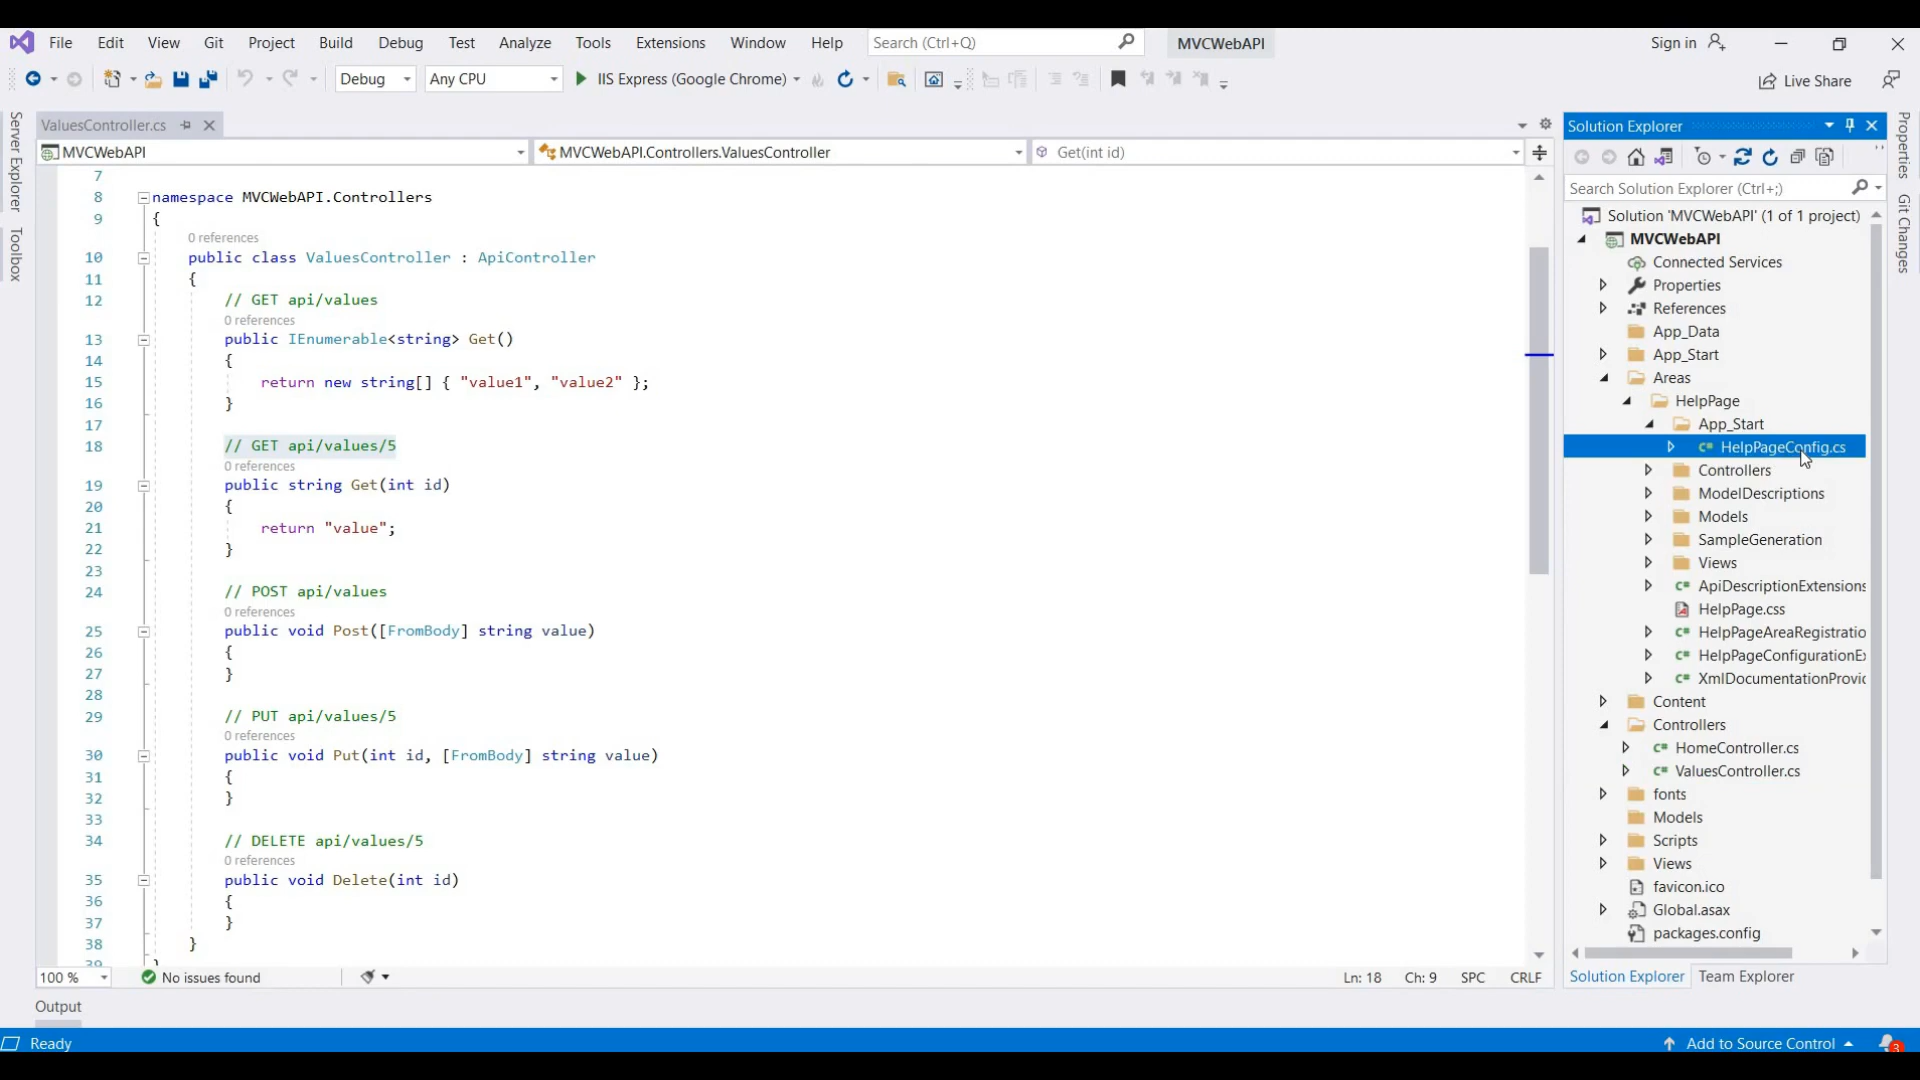 File Edit View Git Project Build Debug Test Analyze Tools Extensions Window Help Search (Ctrl+Q) MVCWebAPI Sign in
Debug Any CPU IIS Express (Google Chrome) Live Share
ValuesController.cs
MVCWebAPI MVCWebAPI.Controllers.ValuesController Get(int id)
7
8 namespace MVCWebAPI.Controllers
9 {
0 references
10 public class ValuesController : ApiController
11 {
12 // GET api/values
0 references
13 public IEnumerable<string> Get()
14 {
15 return new string[] { "value1", "value2" };
16 }
17
18 // GET api/values/5
0 references
19 public string Get(int id)
20 {
21 return "value";
22 }
23
24 // POST api/values
0 references
25 public void Post([FromBody] string value)
26 {
27 }
28
29 // PUT api/values/5
0 references
30 public void Put(int id, [FromBody] string value)
31 {
32 }
33
34 // DELETE api/values/5
0 references
35 public void Delete(int id)
36 {
37 }
38 }
39 }
100 % No issues found Ln: 18 Ch: 9 SPC CRLF
Output
Ready
Server Explorer
Toolbox
Solution Explorer
Search Solution Explorer (Ctrl+;)
Solution 'MVCWebAPI' (1 of 1 project)
MVCWebAPI
Connected Services
Properties
References
App_Data
App_Start
Areas
HelpPage
App_Start
HelpPageConfig.cs
Controllers
ModelDescriptions
Models
SampleGeneration
Views
ApiDescriptionExtensions
HelpPage.css
HelpPageAreaRegistratio
HelpPageConfigurationEx
XmlDocumentationProvic
Content
Controllers
HomeController.cs
ValuesController.cs
fonts
Models
Scripts
Views
favicon.ico
Global.asax
packages.config
Solution Explorer Team Explorer
Add to Source Control 3
Properties
Git Changes